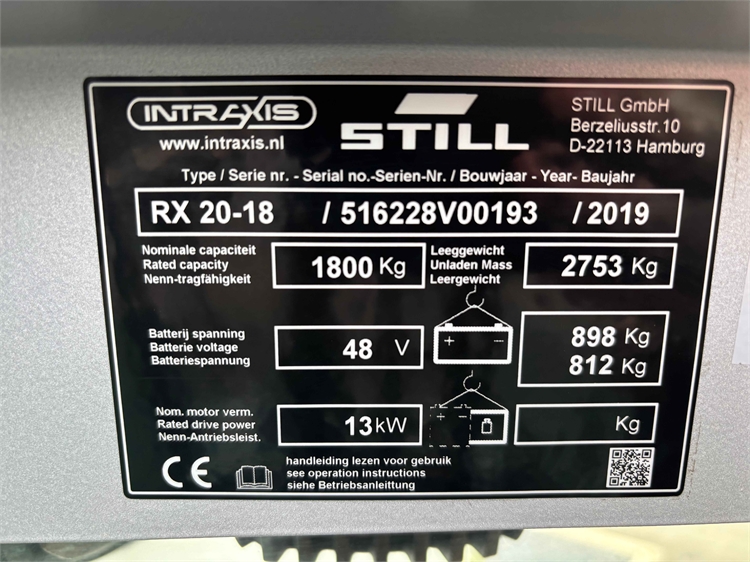 INTRAXIS
www.intraxis.nl
STILL
STILL GmbH
Berzeliusstr.10
D-22113 Hamburg
Type / Serie nr. - Serial no.-Serien-Nr. / Bouwjaar - Year- Baujahr
RX 20-18 / 516228V00193 / 2019
Nominale capaciteit
Rated capacity
Nenn-tragfähigkeit
1800 Kg
Leeggewicht
Unladen Mass
Leergewicht
2753 Kg
Batterij spanning
Batterie voltage
Batteriespannung
48 V
+ –
898 Kg
812 Kg
Nom. motor verm.
Rated drive power
Nenn-Antriebsleist.
13kW
+ –
Kg
CE
handleiding lezen voor gebruik
see operation instructions
siehe Betriebsanleittung